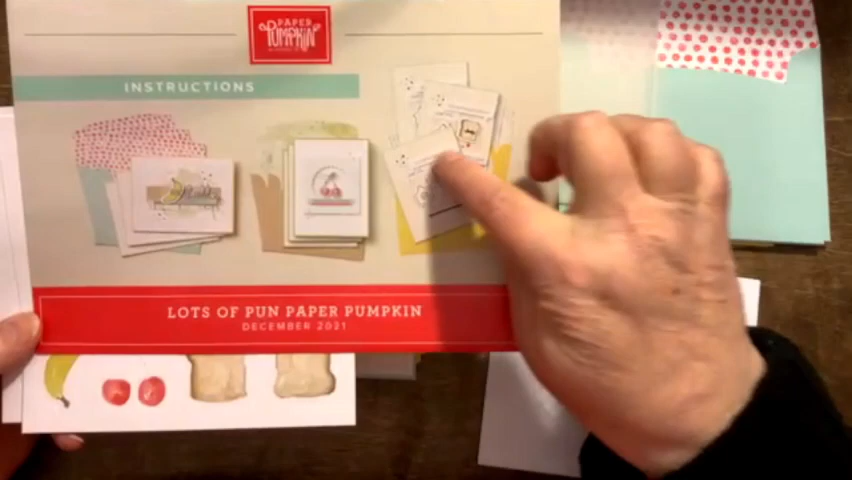 PAPER
PUMPKIN
INSTRUCTIONS
LOTS OF PUN PAPER PUMPKIN
DECEMBER 2021